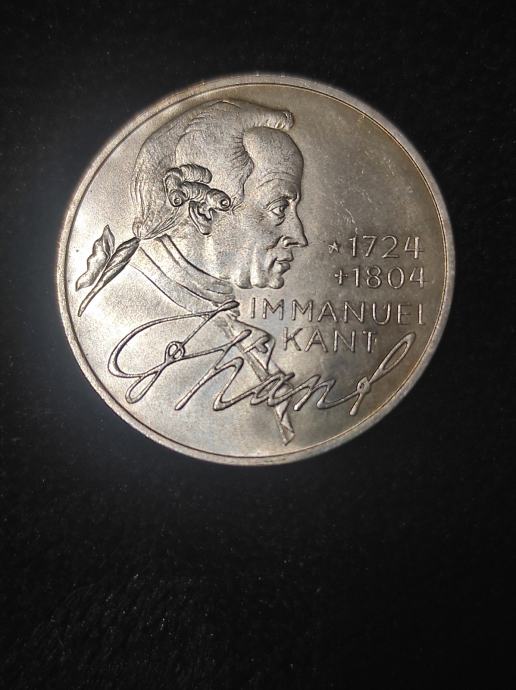 *1724
+1804
IMMANUEL
KANT
I Kant